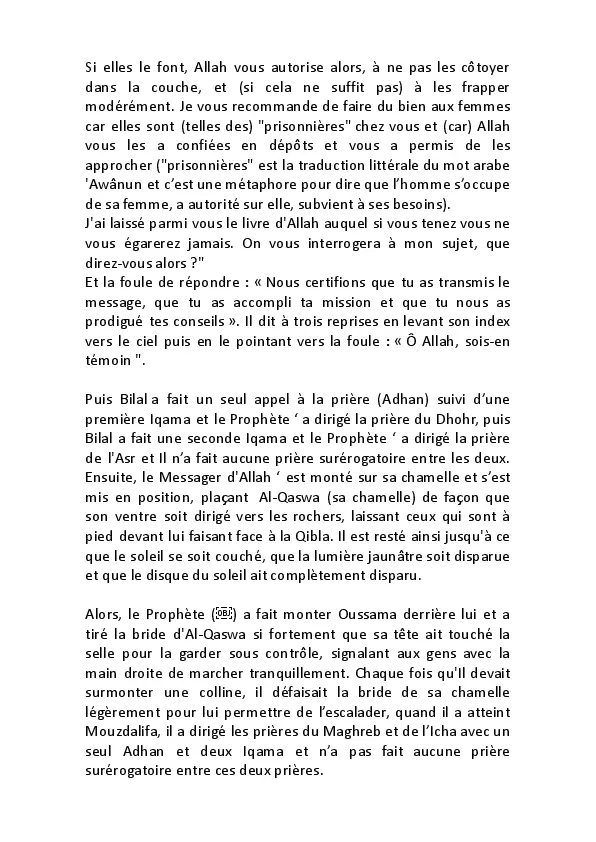 Si elles le font, Allah vous autorise alors, à ne pas les côtoyer
dans la couche, et (si cela ne suffit pas) à les frapper
modérément. Je vous recommande de faire du bien aux femmes
car elles sont (telles des) "prisonnières" chez vous et (car) Allah
vous les a confiées en dépôts et vous a permis de les
approcher ("prisonnières" est la traduction littérale du mot arabe
'Awânun et c’est une métaphore pour dire que l’homme s’occupe
de sa femme, a autorité sur elle, subvient à ses besoins).
J'ai laissé parmi vous le livre d'Allah auquel si vous tenez vous ne
vous égarerez jamais. On vous interrogera à mon sujet, que
direz-vous alors ?"
Et la foule de répondre : « Nous certifions que tu as transmis le
message, que tu as accompli ta mission et que tu nous as
prodigué tes conseils ». Il dit à trois reprises en levant son index
vers le ciel puis en le pointant vers la foule : « Ô Allah, sois-en
témoin ".
Puis Bilal a fait un seul appel à la prière (Adhan) suivi d’une
première Iqama et le Prophète ‘ a dirigé la prière du Dhohr, puis
Bilal a fait une seconde Iqama et le Prophète ‘ a dirigé la prière
de l'Asr et Il n’a fait aucune prière surérogatoire entre les deux.
Ensuite, le Messager d'Allah ‘ est monté sur sa chamelle et s’est
mis en position, plaçant Al-Qaswa (sa chamelle) de façon que
son ventre soit dirigé vers les rochers, laissant ceux qui sont à
pied devant lui faisant face à la Qibla. Il est resté ainsi jusqu'à ce
que le soleil se soit couché, que la lumière jaunâtre soit disparue
et que le disque du soleil ait complètement disparu.
Alors, le Prophète (￼) a fait monter Oussama derrière lui et a
tiré la bride d'Al-Qaswa si fortement que sa tête ait touché la
selle pour la garder sous contrôle, signalant aux gens avec la
main droite de marcher tranquillement. Chaque fois qu'Il devait
surmonter une colline, il défaisait la bride de sa chamelle
légèrement pour lui permettre de l’escalader, quand il a atteint
Mouzdalifa, il a dirigé les prières du Maghreb et de l’Icha avec un
seul Adhan et deux Iqama et n’a pas fait aucune prière
surérogatoire entre ces deux prières.